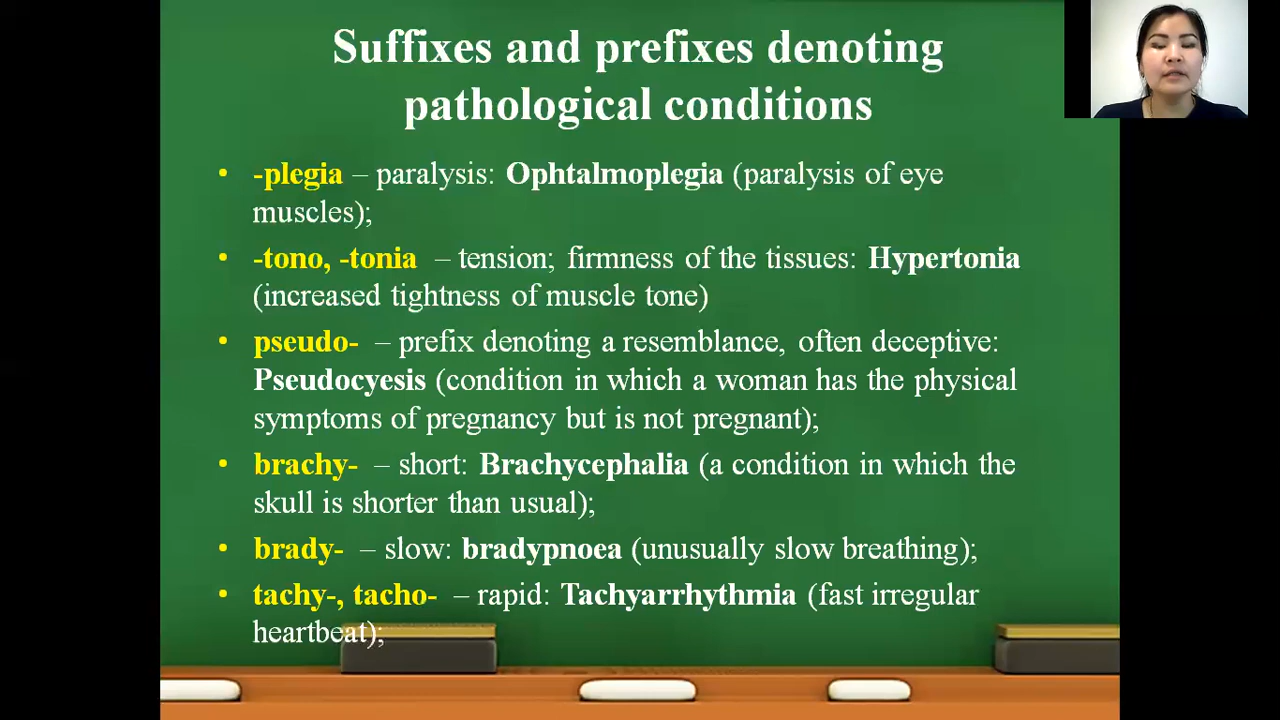 Suffixes and prefixes denoting
pathological conditions
• -plegia – paralysis: Ophtalmoplegia (paralysis of eye
muscles);
• -tono, -tonia – tension; firmness of the tissues: Hypertonia
(increased tightness of muscle tone)
• pseudo- – prefix denoting a resemblance, often deceptive:
Pseudocyesis (condition in which a woman has the physical
symptoms of pregnancy but is not pregnant);
• brachy- – short: Brachycephalia (a condition in which the
skull is shorter than usual);
• brady- – slow: bradypnoea (unusually slow breathing);
• tachy-, tacho- – rapid: Tachyarrhythmia (fast irregular
heartbeat);